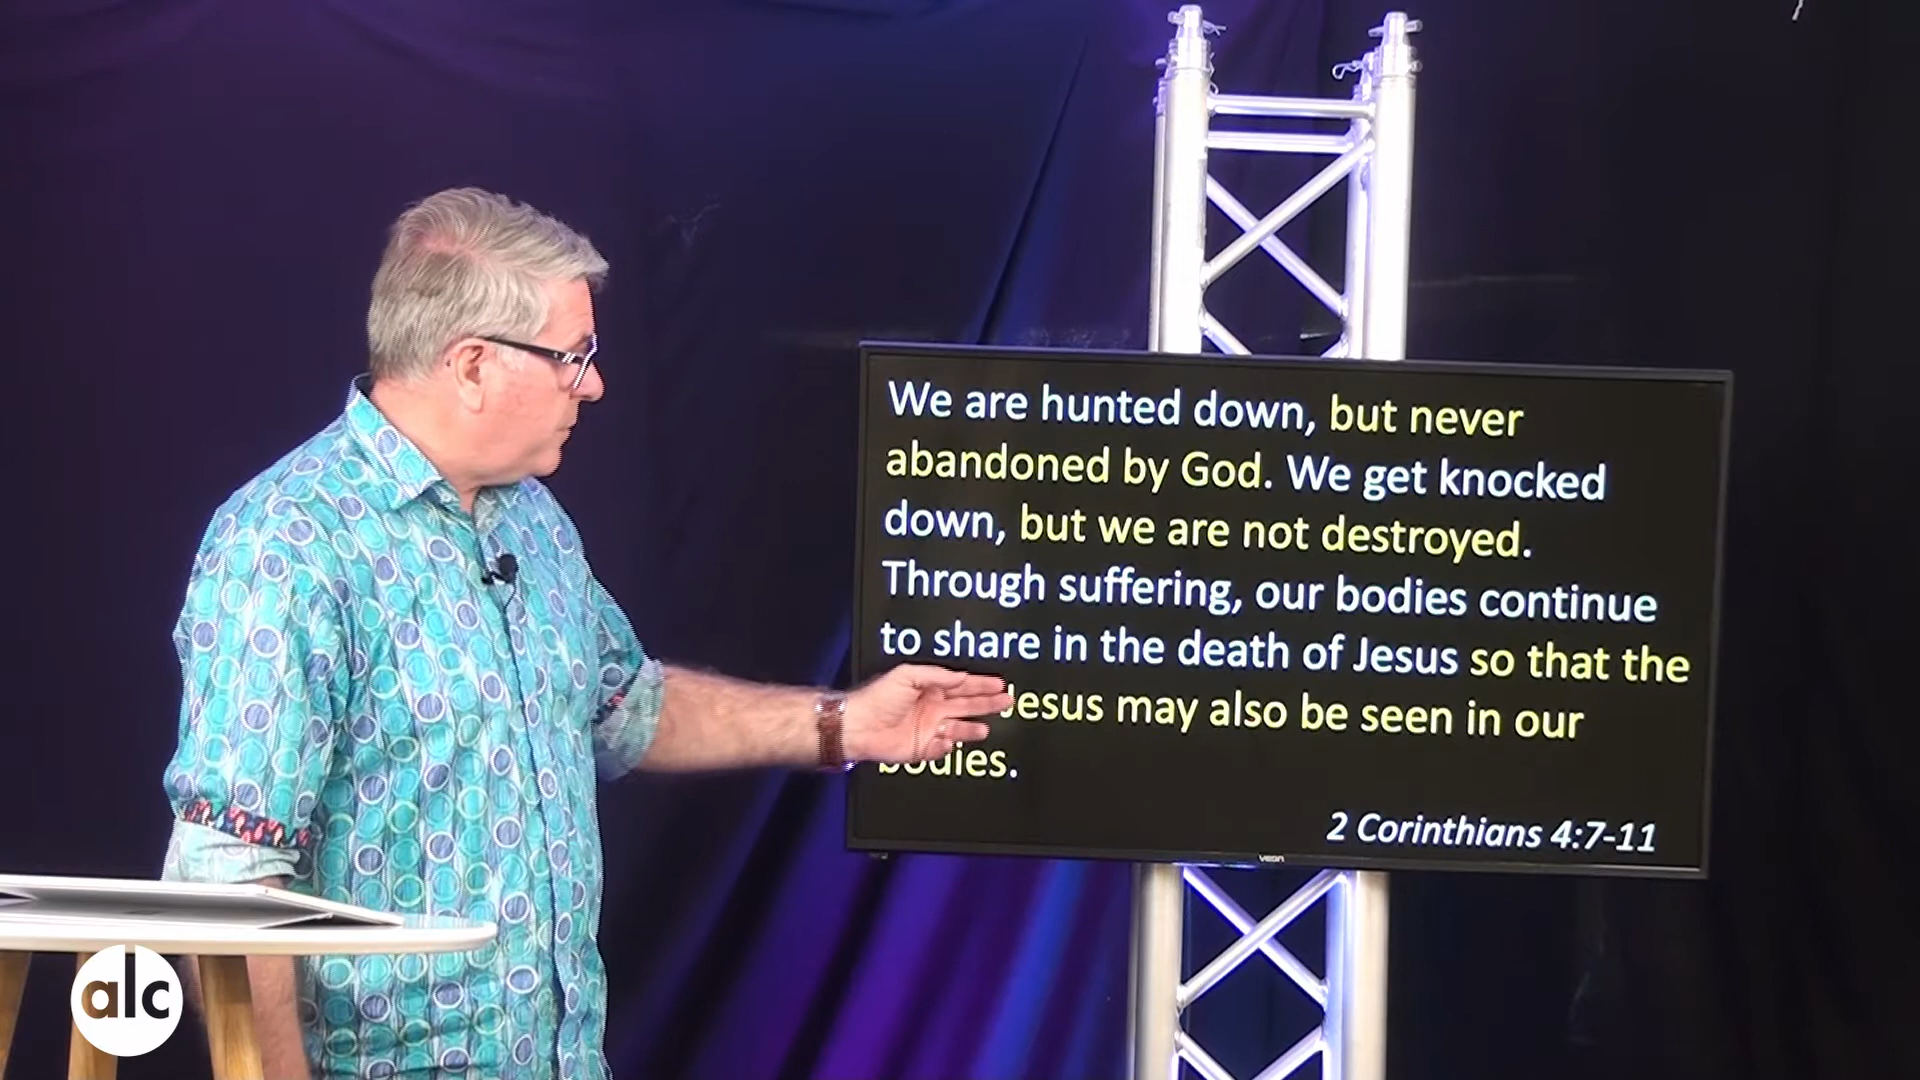 We are hunted down, but never
abandoned by God. We get knocked
down, but we are not destroyed.
Through suffering, our bodies continue
to share in the death of Jesus so that the
Jesus may also be seen in our
bodies.
2 Corinthians 4:7-11
alc